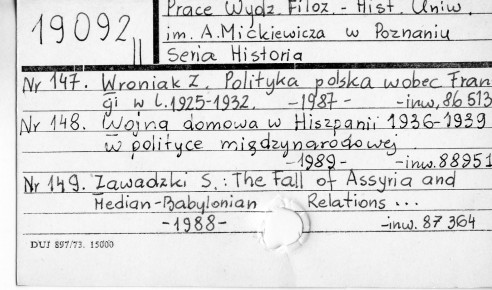 Prace Wydz. Filoz. - Hist. Uniw.
19092 II
im. A. Mickiewicza w Poznaniu
Seria Historia
Nr 147. Wroniak Z. Polityka polska wobec Fran
gi w l. 1925-1932. -1987- -inw, 86 513
Nr 148. Wojna domowa w Hiszpanii 1936-1939
w polityce międzynarodowej
-1989- -inw. 88951
Nr 149. Zawadzki S.: The Fall of Assyria and
Median-Babylonian Relations ...
-1988- -inw. 87 364
DUJ 897/73. 15000